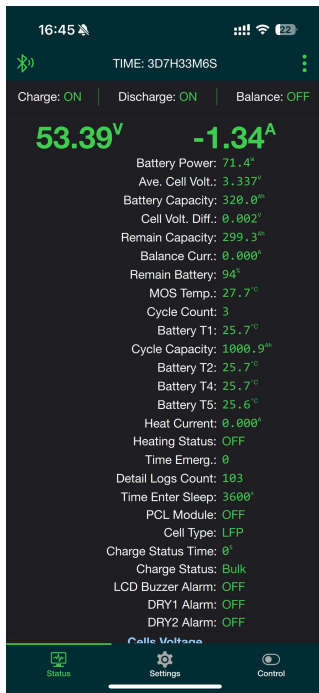 16:45
22
TIME: 3D7H33M6S
Charge: ON Discharge: ON Balance: OFF
53.39V -1.34A
Battery Power: 71.4W
Ave. Cell Volt.: 3.337V
Battery Capacity: 320.0Ah
Cell Volt. Diff.: 0.002V
Remain Capacity: 299.3Ah
Balance Curr.: 0.000A
Remain Battery: 94%
MOS Temp.: 27.7°C
Cycle Count: 3
Battery T1: 25.7°C
Cycle Capacity: 1000.9Ah
Battery T2: 25.7°C
Battery T4: 25.7°C
Battery T5: 25.6°C
Heat Current: 0.000A
Heating Status: OFF
Time Emerg.: 0
Detail Logs Count: 103
Time Enter Sleep: 3600s
PCL Module: OFF
Cell Type: LFP
Charge Status Time: 0S
Charge Status: Bulk
LCD Buzzer Alarm: OFF
DRY1 Alarm: OFF
DRY2 Alarm: OFF
Cells Voltage
Status Settings Control